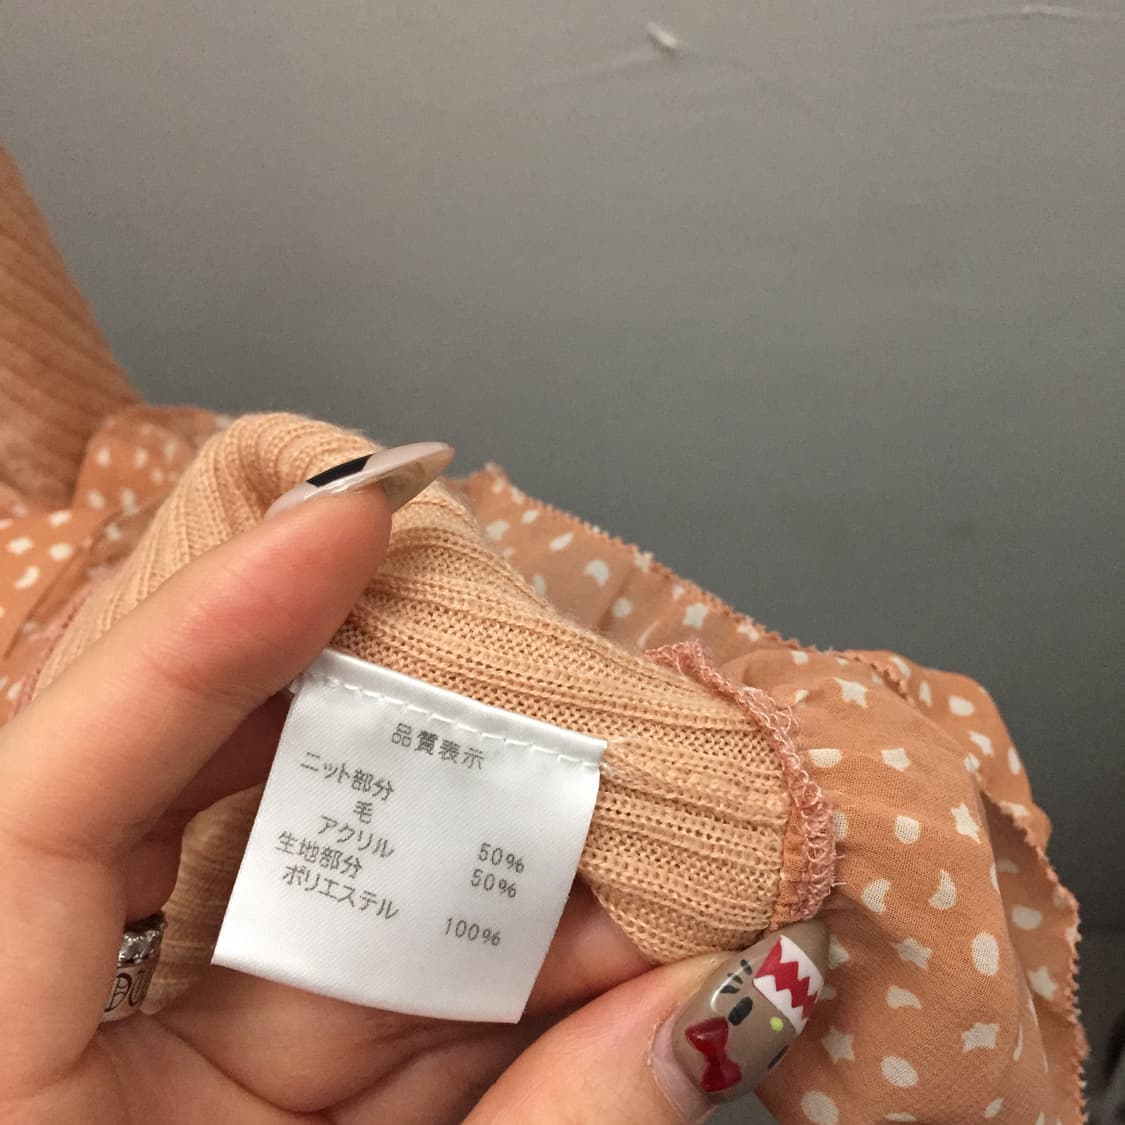 品質表示
ニット部分
毛 50%
アクリル 50%
生地部分
ポリエステル 100%